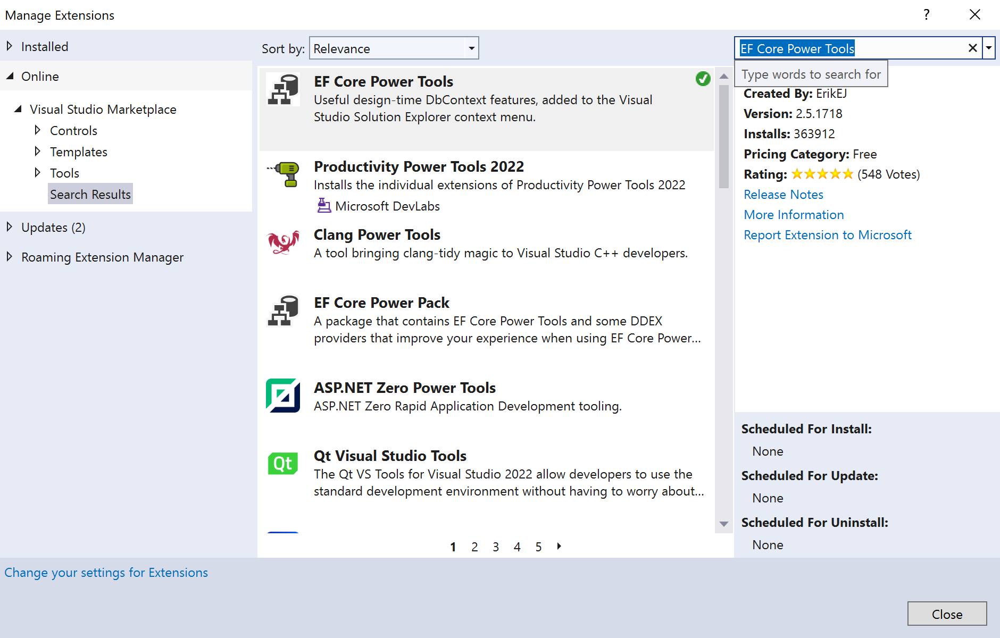 Manage Extensions
?
Installed
Online
Visual Studio Marketplace
Controls
Templates
Tools
Search Results
Updates (2)
Roaming Extension Manager
Sort by: Relevance
EF Core Power Tools
Useful design-time DbContext features, added to the Visual
Studio Solution Explorer context menu.
Productivity Power Tools 2022
Installs the individual extensions of Productivity Power Tools 2022
Microsoft DevLabs
Clang Power Tools
A tool bringing clang-tidy magic to Visual Studio C++ developers.
EF Core Power Pack
A package that contains EF Core Power Tools and some DDEX
providers that improve your experience when using EF Core Power...
ASP.NET Zero Power Tools
ASP.NET Zero Rapid Application Development tooling.
Qt
Qt Visual Studio Tools
The Qt VS Tools for Visual Studio 2022 allow developers to use the
standard development environment without having to worry about...
1 2 3 4 5
EF Core Power Tools
Type words to search for
Created By: ErikEJ
Version: 2.5.1718
Installs: 363912
Pricing Category: Free
Rating: (548 Votes)
Release Notes
More Information
Report Extension to Microsoft
Scheduled For Install:
None
Scheduled For Update:
None
Scheduled For Uninstall:
None
Change your settings for Extensions
Close